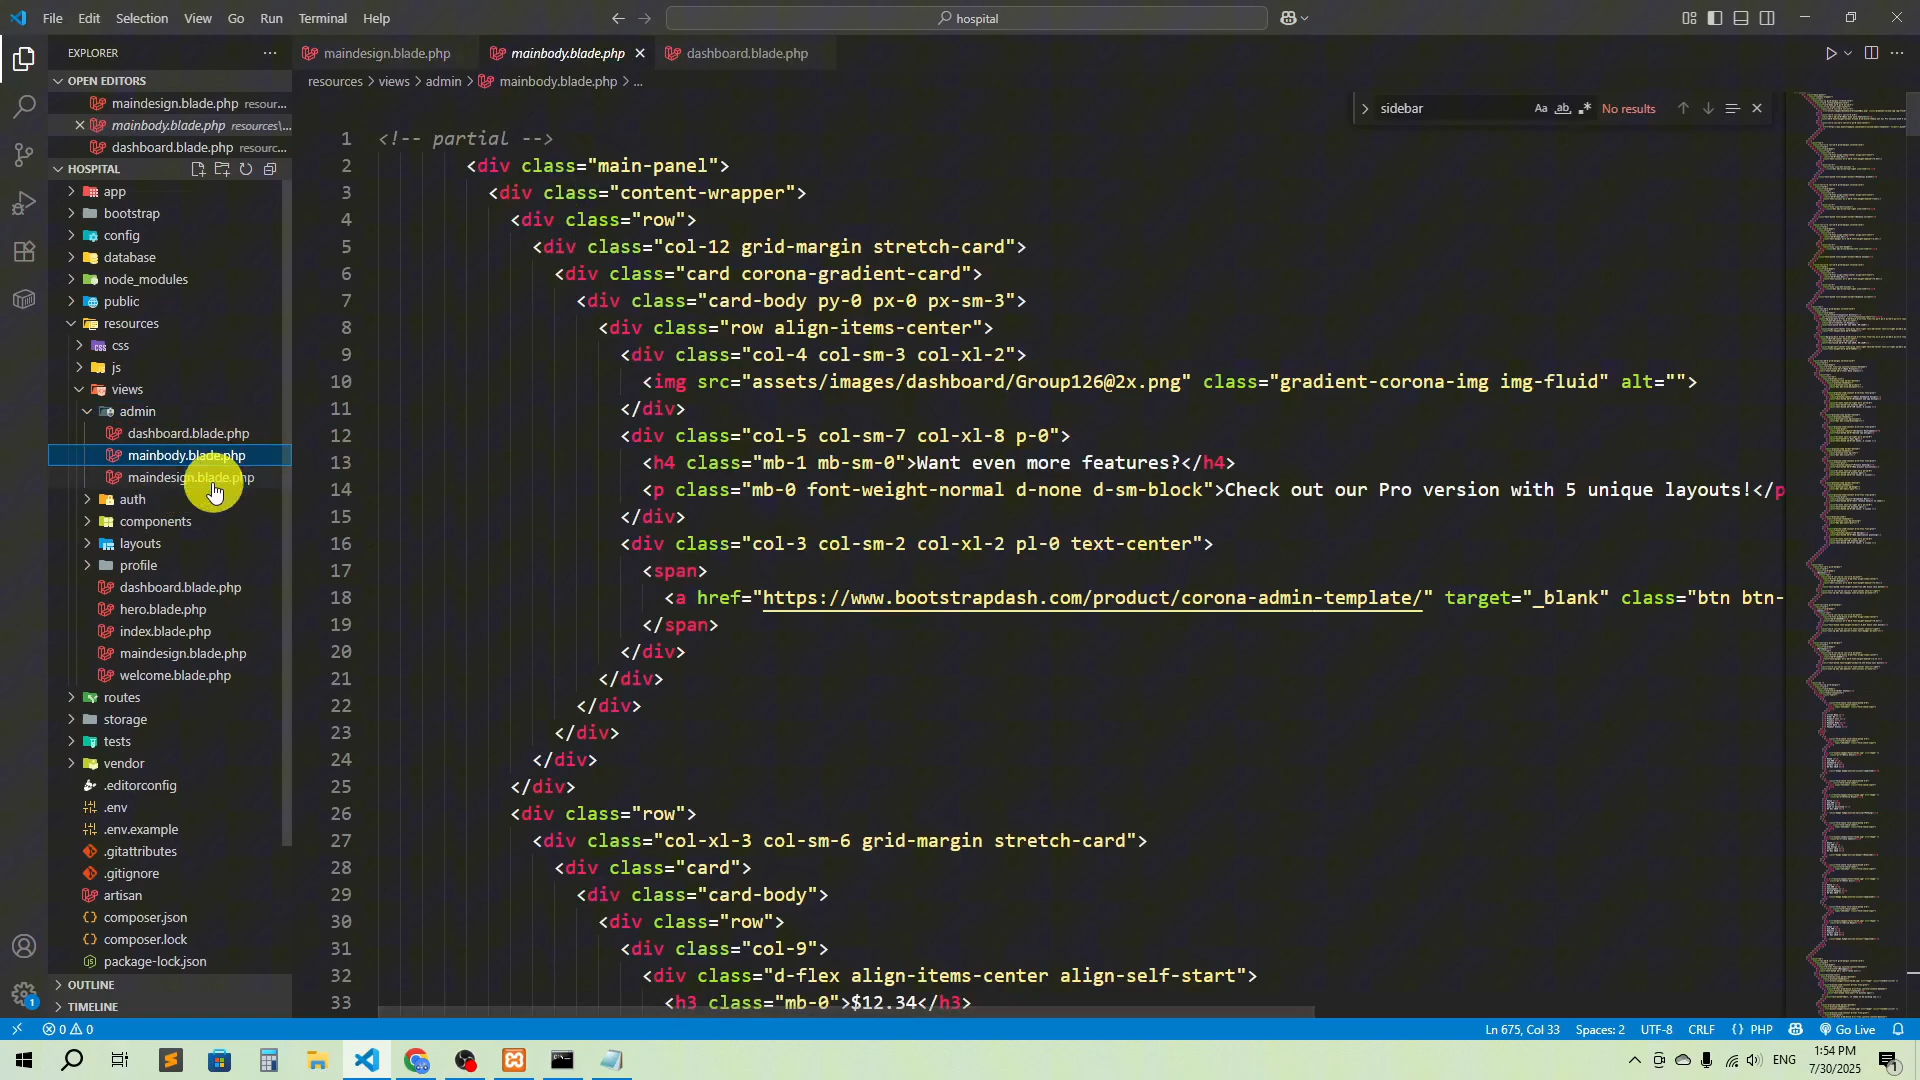 File Edit Selection View Go Run Terminal Help
hospital
EXPLORER
OPEN EDITORS
maindesign.blade.php resour...
mainbody.blade.php resources\...
dashboard.blade.php resourc...
HOSPITAL
app
bootstrap
config
database
node_modules
public
resources
css
js
views
admin
dashboard.blade.php
mainbody.blade.php
maindesign.blade.php
auth
components
layouts
profile
dashboard.blade.php
hero.blade.php
index.blade.php
maindesign.blade.php
welcome.blade.php
routes
storage
tests
vendor
.editorconfig
.env
.env.example
.gitattributes
.gitignore
artisan
composer.json
composer.lock
package-lock.json
OUTLINE
TIMELINE
maindesign.blade.php mainbody.blade.php dashboard.blade.php
resources > views > admin > mainbody.blade.php > ...
sidebar Aa ab .* No results
1 <!-- partial -->
2 <div class="main-panel">
3 <div class="content-wrapper">
4 <div class="row">
5 <div class="col-12 grid-margin stretch-card">
6 <div class="card corona-gradient-card">
7 <div class="card-body py-0 px-0 px-sm-3">
8 <div class="row align-items-center">
9 <div class="col-4 col-sm-3 col-xl-2">
10 <img src="assets/images/dashboard/Group126@2x.png" class="gradient-corona-img img-fluid" alt="">
11 </div>
12 <div class="col-5 col-sm-7 col-xl-8 p-0">
13 <h4 class="mb-1 mb-sm-0">Want even more features?</h4>
14 <p class="mb-0 font-weight-normal d-none d-sm-block">Check out our Pro version with 5 unique layouts!</p
15 </div>
16 <div class="col-3 col-sm-2 col-xl-2 pl-0 text-center">
17 <span>
18 <a href="https://www.bootstrapdash.com/product/corona-admin-template/" target="_blank" class="btn btn-
19 </span>
20 </div>
21 </div>
22 </div>
23 </div>
24 </div>
25 </div>
26 <div class="row">
27 <div class="col-xl-3 col-sm-6 grid-margin stretch-card">
28 <div class="card">
29 <div class="card-body">
30 <div class="row">
31 <div class="col-9">
32 <div class="d-flex align-items-center align-self-start">
33 <h3 class="mb-0">$12.34</h3>
1
0 0
Ln 675, Col 33 Spaces: 2 UTF-8 CRLF {} PHP Go Live
ENG
1:54 PM
7/30/2025
1